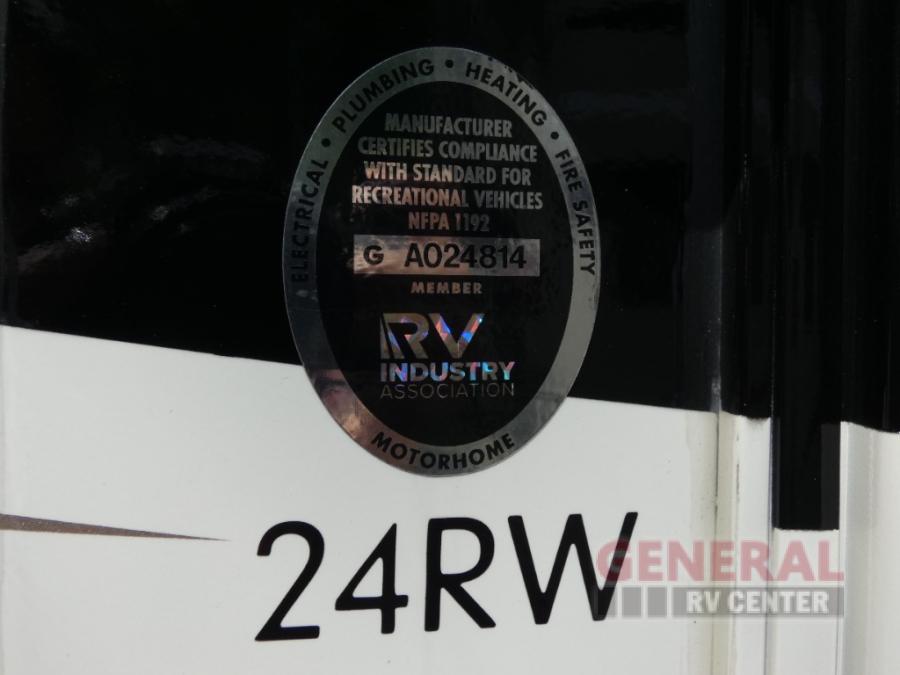 ELECTRICAL • PLUMBING • HEATING • FIRE SAFETY
MANUFACTURER
CERTIFIES COMPLIANCE
WITH STANDARD FOR
RECREATIONAL VEHICLES
NFPA 1192
G A024814
MEMBER
RV
INDUSTRY
ASSOCIATION
MOTORHOME
24RW
GENERAL
RV CENTER